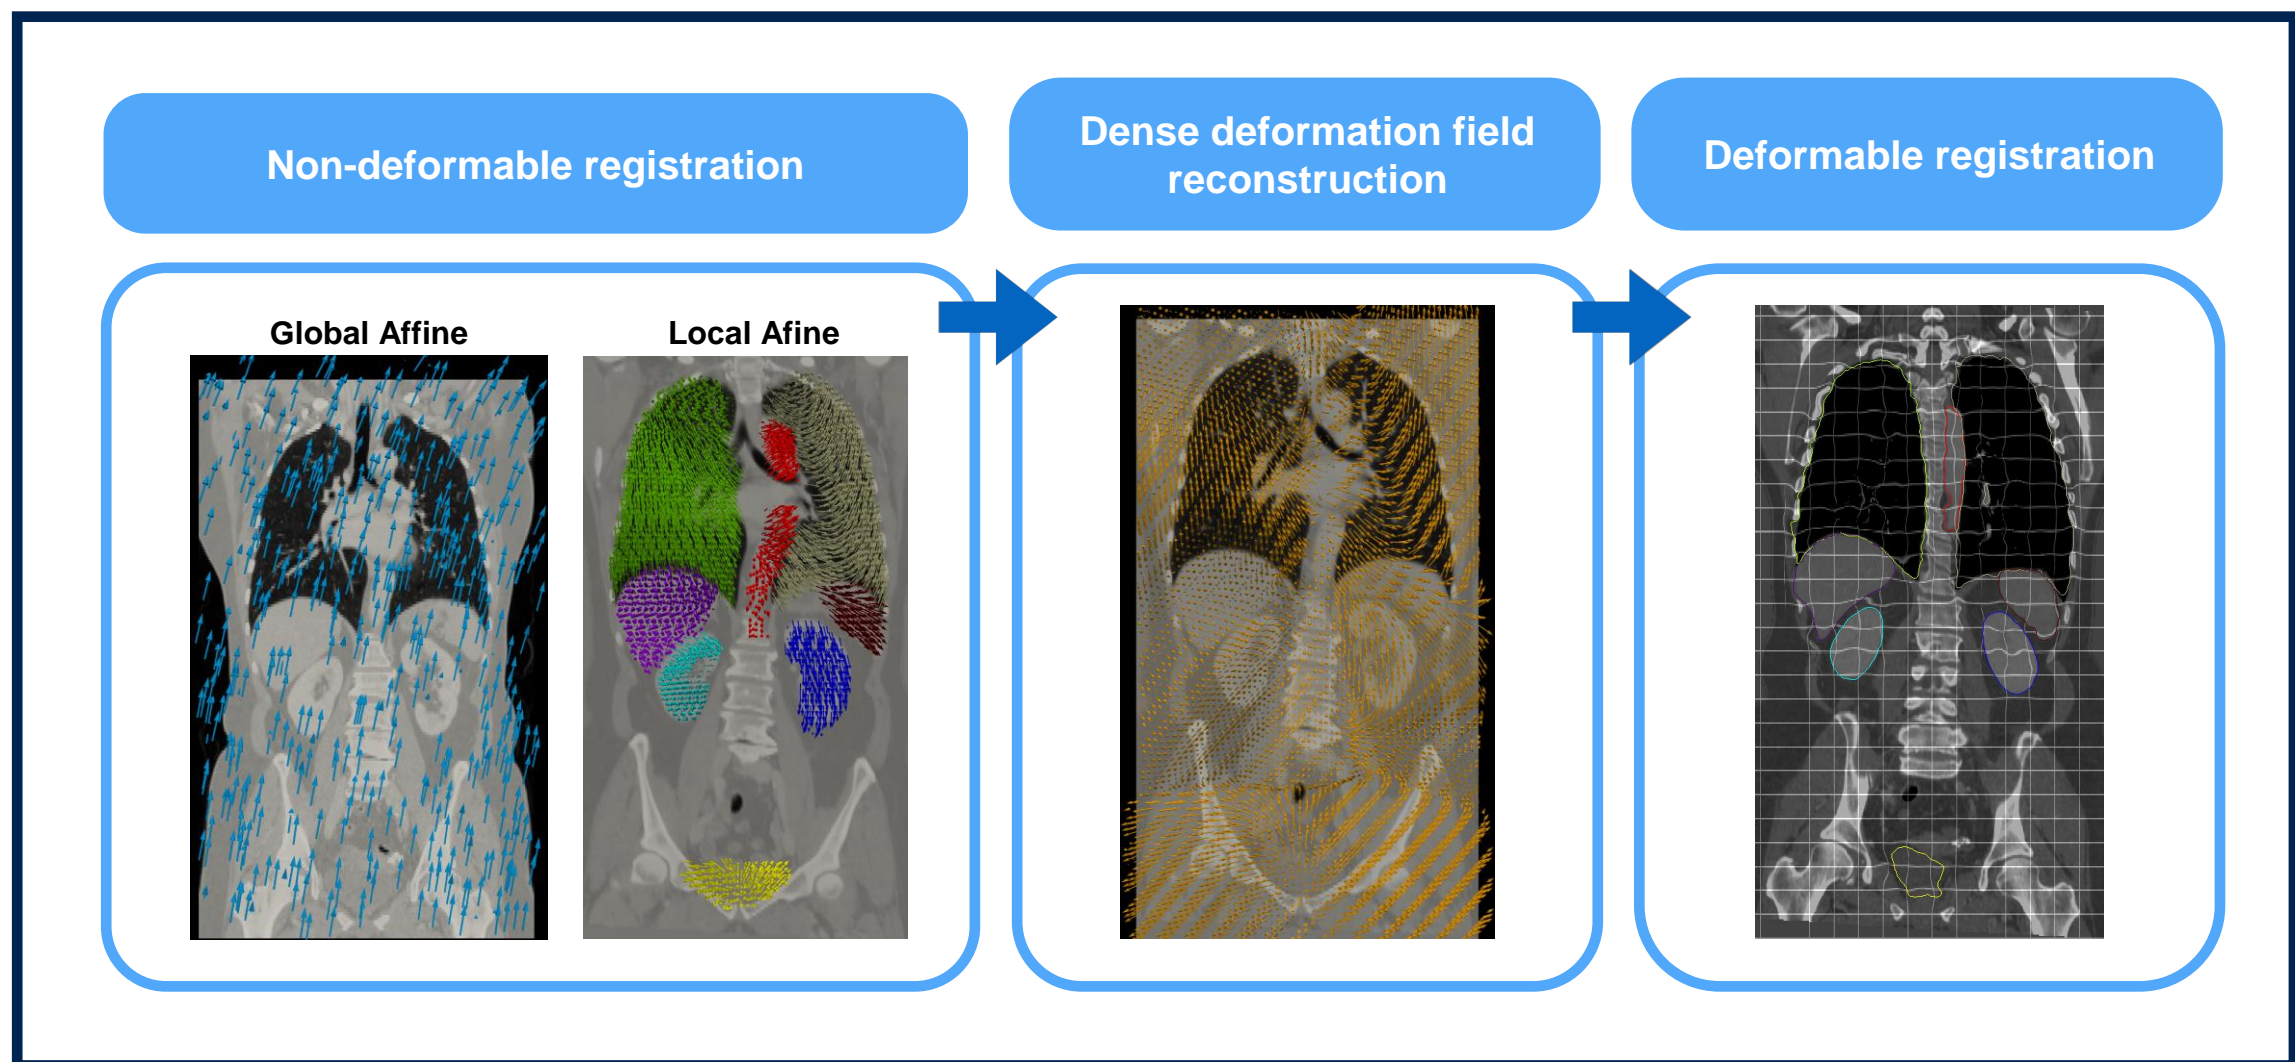 Non-deformable registration
Dense deformation field
reconstruction
Deformable registration
Global Affine
Local Afine